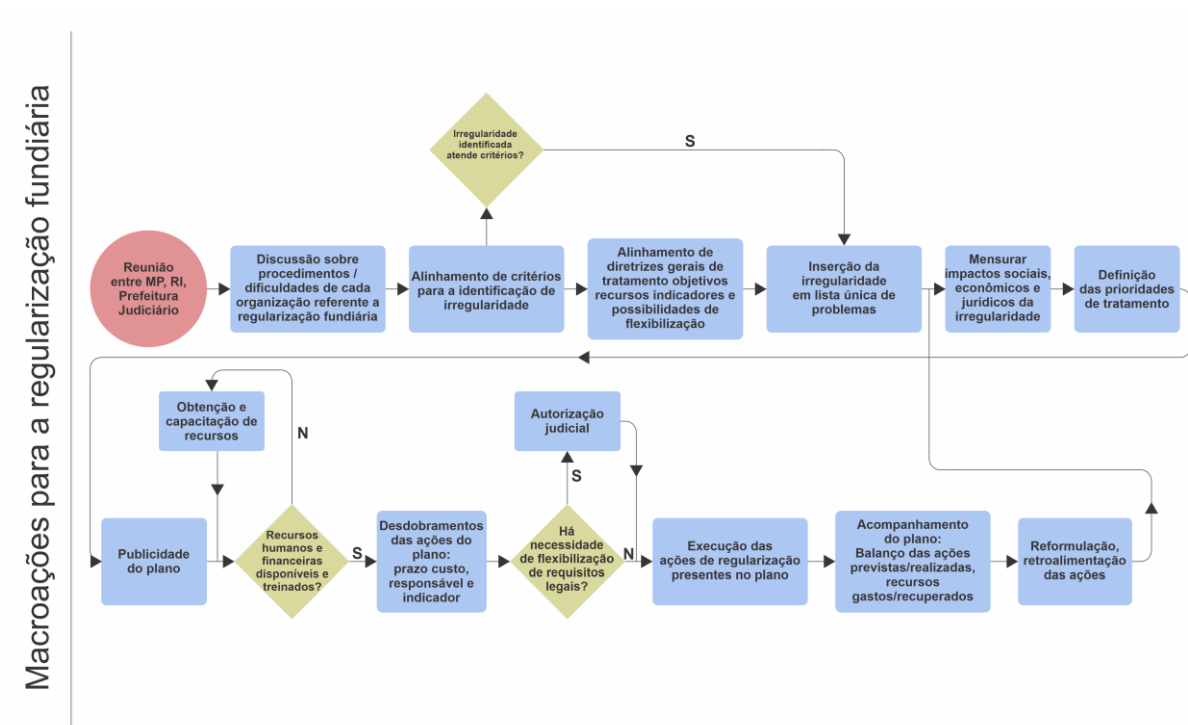 Macroações para a regularização fundiária
Irregularidade
identificada
atende critérios?
S
Reunião
entre MP, RI,
Prefeitura
Judiciário
Discussão sobre
procedimentos /
dificuldades de cada
organização referente a
regularização fundiária
Alinhamento de critérios
para a identificação de
irregularidade
Alinhamento de
diretrizes gerais de
tratamento objetivos
recursos indicadores e
possibilidades de
flexibilização
Inserção da
irregularidade
em lista única de
problemas
Mensurar
impactos sociais,
econômicos e
jurídicos da
irregularidade
Definição
das prioridades
de tratamento
Obtenção e
capacitação de
recursos
N
Autorização
judicial
S
Publicidade
do plano
Recursos
humanos e
financeiras
disponíveis e
treinados?
S
Desdobramentos
das ações do
plano:
prazo custo,
responsável e
indicador
Há
necessidade
de flexibilização
de requisitos
legais?
N
Execução das
ações de regularização
presentes no plano
Acompanhamento
do plano:
Balanço das ações
previstas/realizadas,
recursos
gastos/recuperados
Reformulação,
retroalimentação
das ações